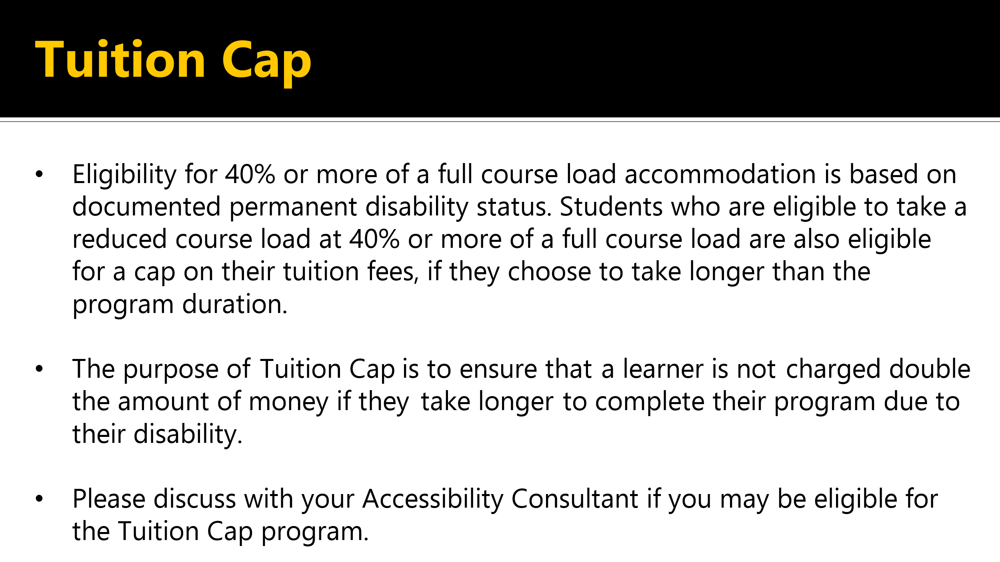 Tuition Cap
• Eligibility for 40% or more of a full course load accommodation is based on
documented permanent disability status. Students who are eligible to take a
reduced course load at 40% or more of a full course load are also eligible
for a cap on their tuition fees, if they choose to take longer than the
program duration.
• The purpose of Tuition Cap is to ensure that a learner is not charged double
the amount of money if they take longer to complete their program due to
their disability.
• Please discuss with your Accessibility Consultant if you may be eligible for
the Tuition Cap program.